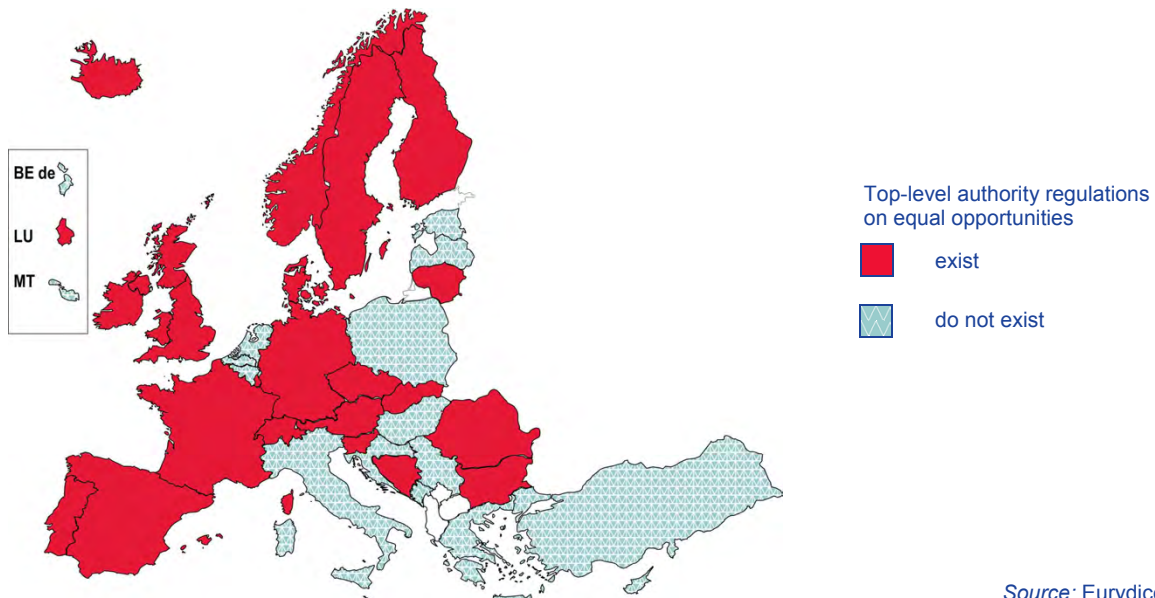 BE de
LU
MT
Top-level authority regulations
on equal opportunities
exist
do not exist
Source: Eurydice